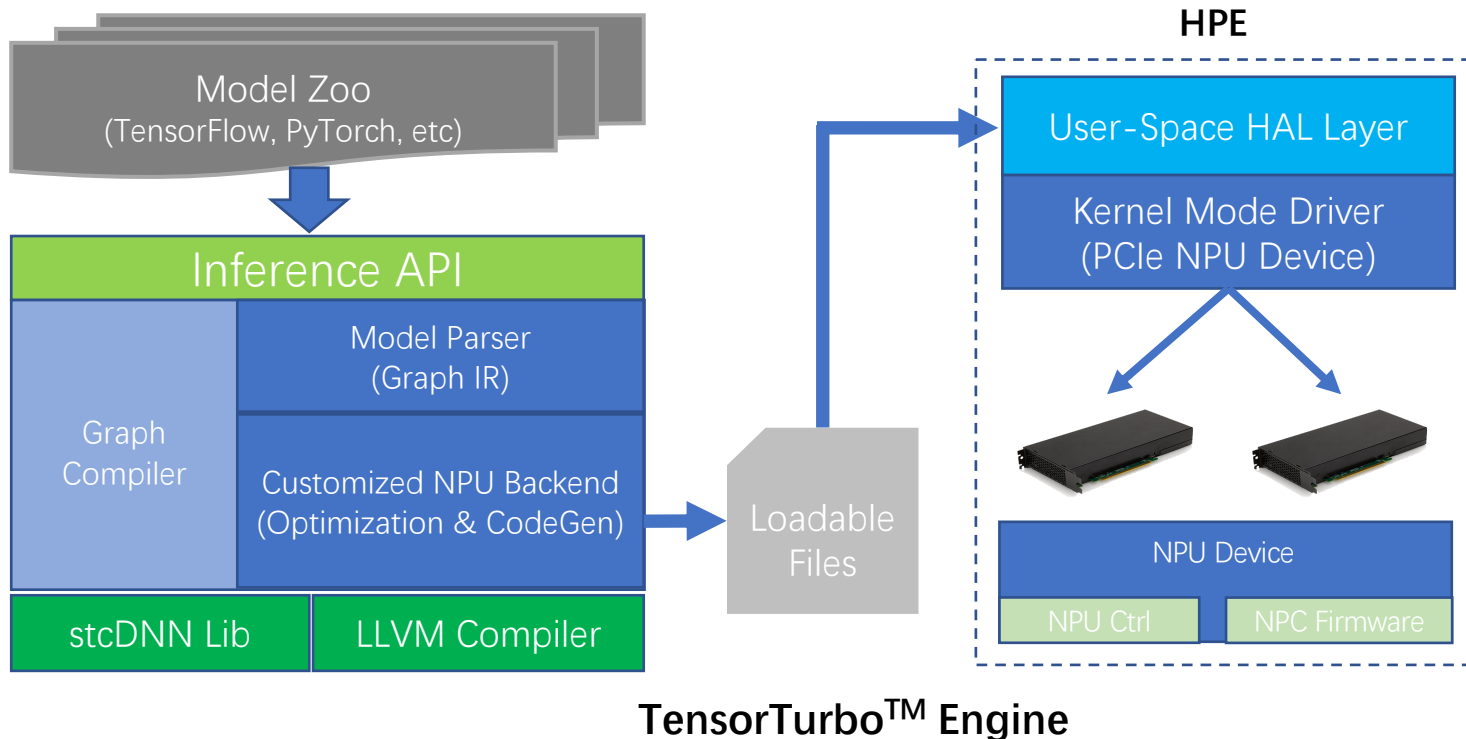 Model Zoo
(TensorFlow, PyTorch, etc)
Inference API
Graph
Compiler
Model Parser
(Graph IR)
Customized NPU Backend
(Optimization & CodeGen)
stcDNN Lib
LLVM Compiler
Loadable
Files
HPE
User-Space HAL Layer
Kernel Mode Driver
(PCIe NPU Device)
NPU Device
NPU Ctrl
NPC Firmware
TensorTurbo™ Engine